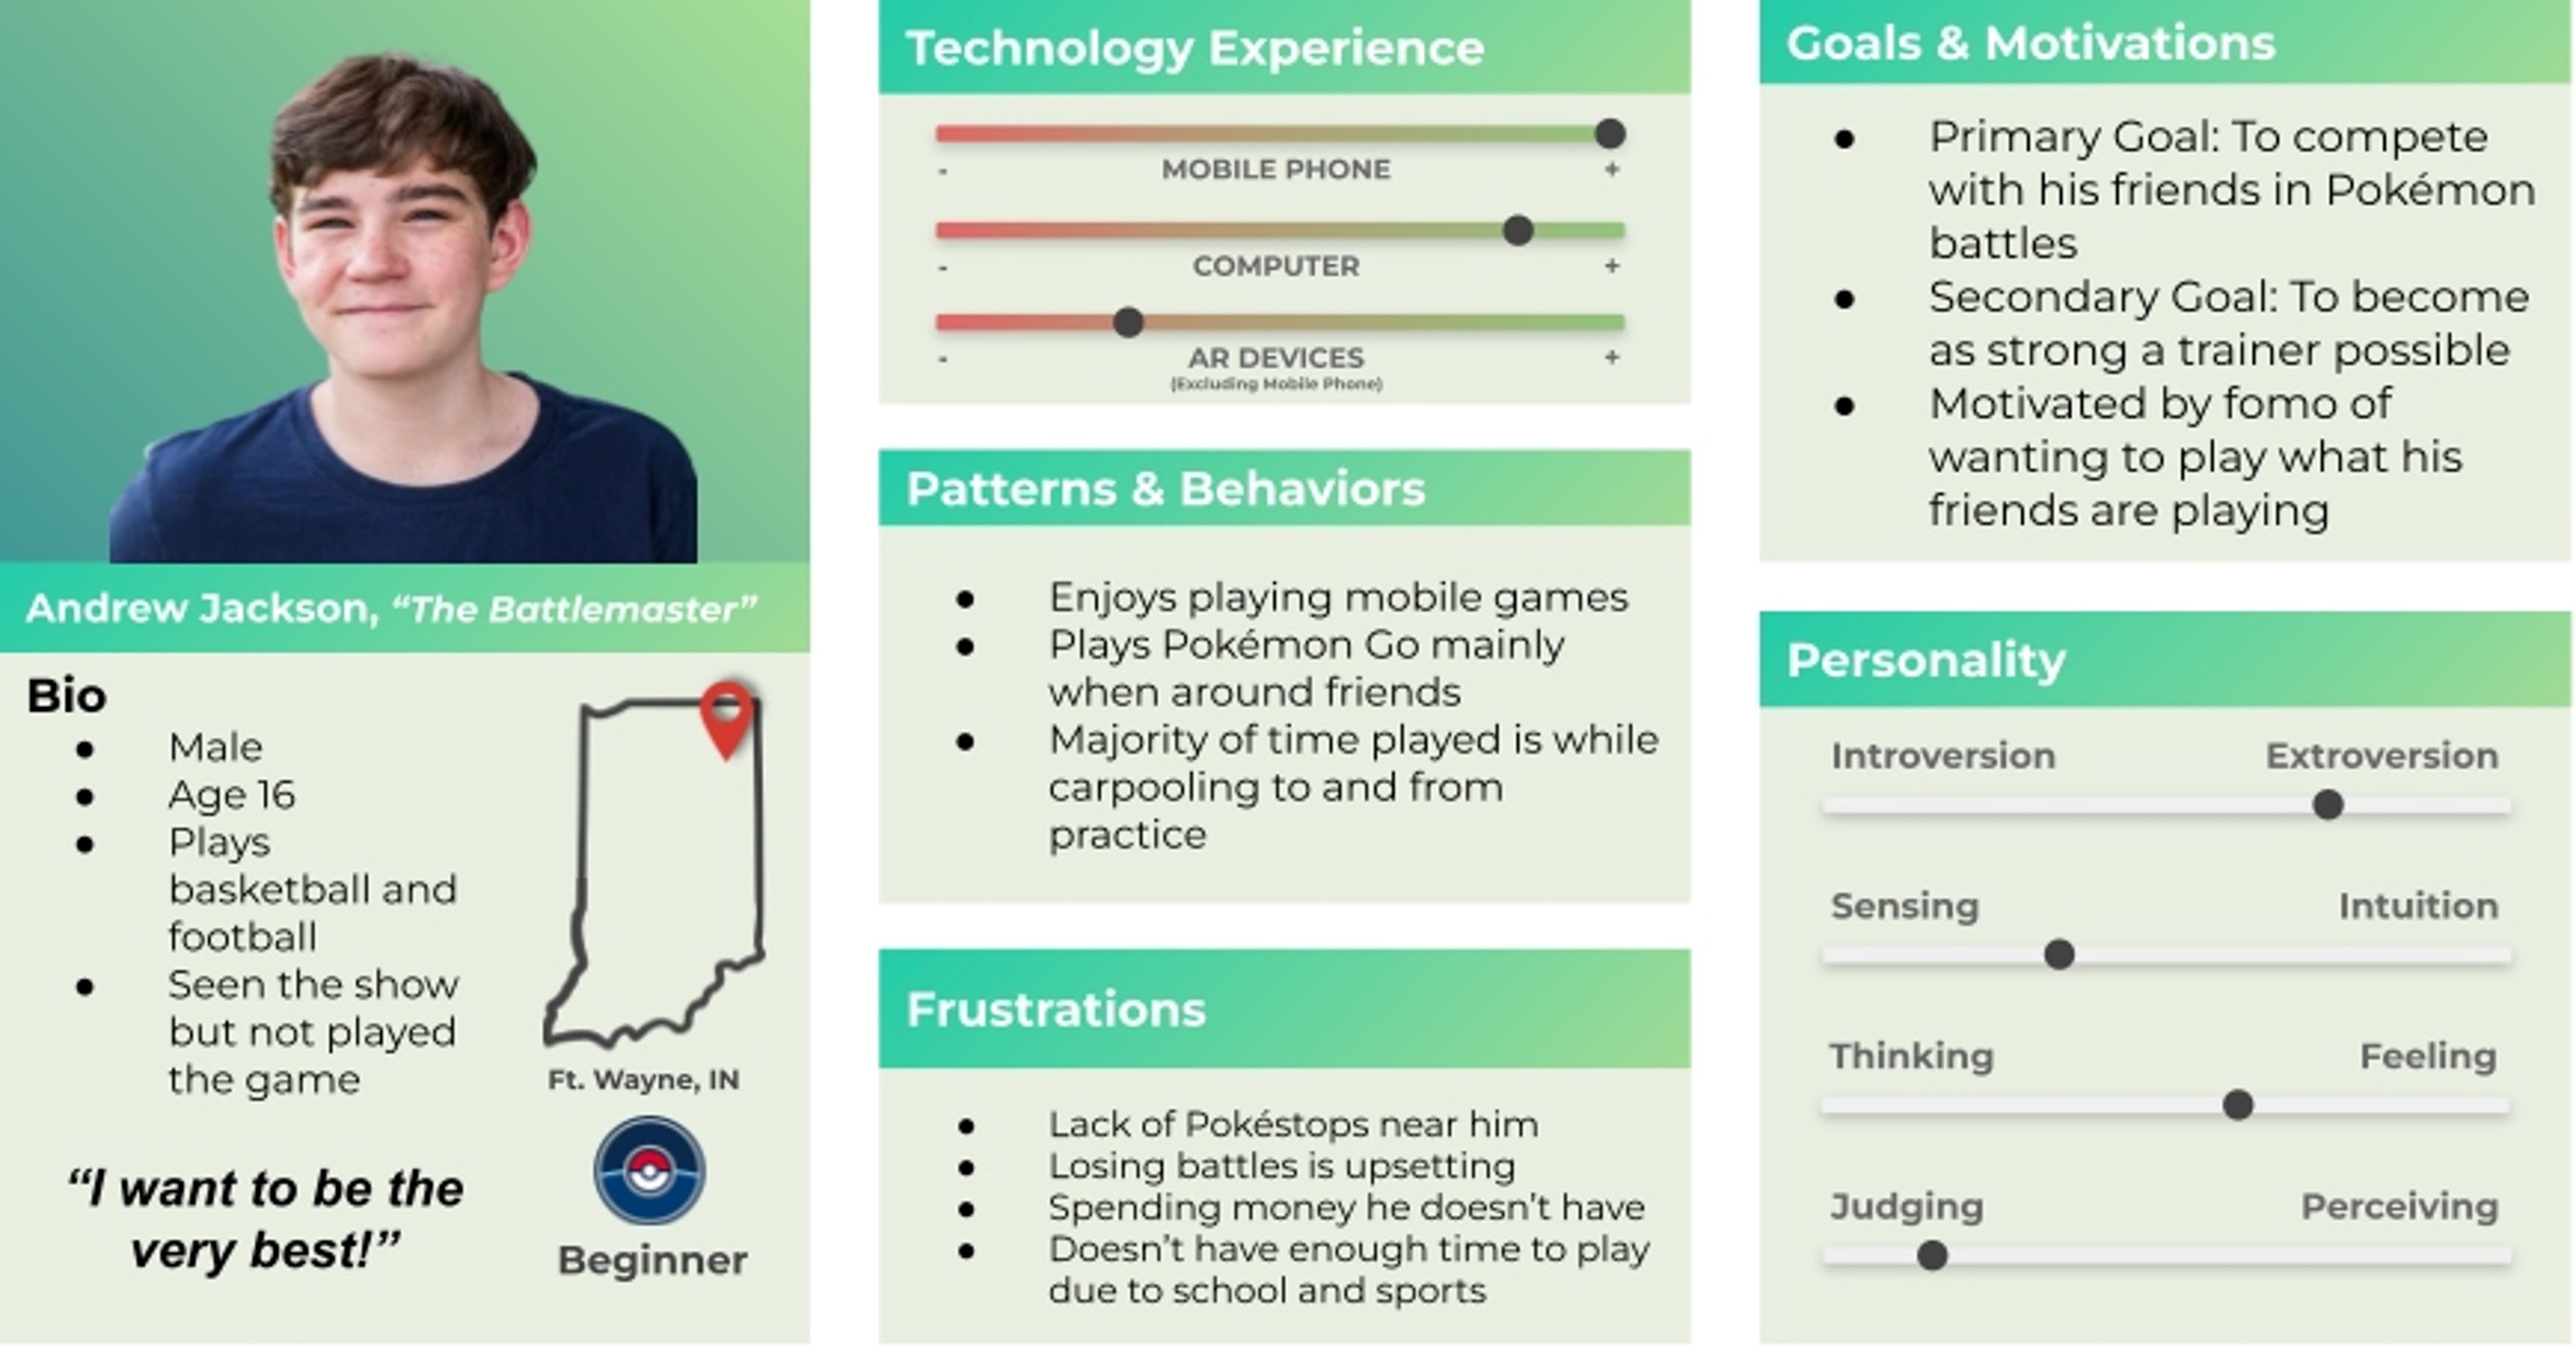 Andrew Jackson, “The Battlemaster”
Bio
● Male
● Age 16
● Plays
basketball and
football
● Seen the show
but not played
the game
Ft. Wayne, IN
“I want to be the
very best!”
Beginner
Technology Experience
- MOBILE PHONE +
- COMPUTER +
- AR DEVICES +
(Excluding Mobile Phone)
Patterns & Behaviors
● Enjoys playing mobile games
● Plays Pokémon Go mainly
when around friends
● Majority of time played is while
carpooling to and from
practice
Frustrations
● Lack of Pokéstops near him
● Losing battles is upsetting
● Spending money he doesn’t have
● Doesn’t have enough time to play
due to school and sports
Goals & Motivations
● Primary Goal: To compete
with his friends in Pokémon
battles
● Secondary Goal: To become
as strong a trainer possible
● Motivated by fomo of
wanting to play what his
friends are playing
Personality
Introversion Extroversion
Sensing Intuition
Thinking Feeling
Judging Perceiving